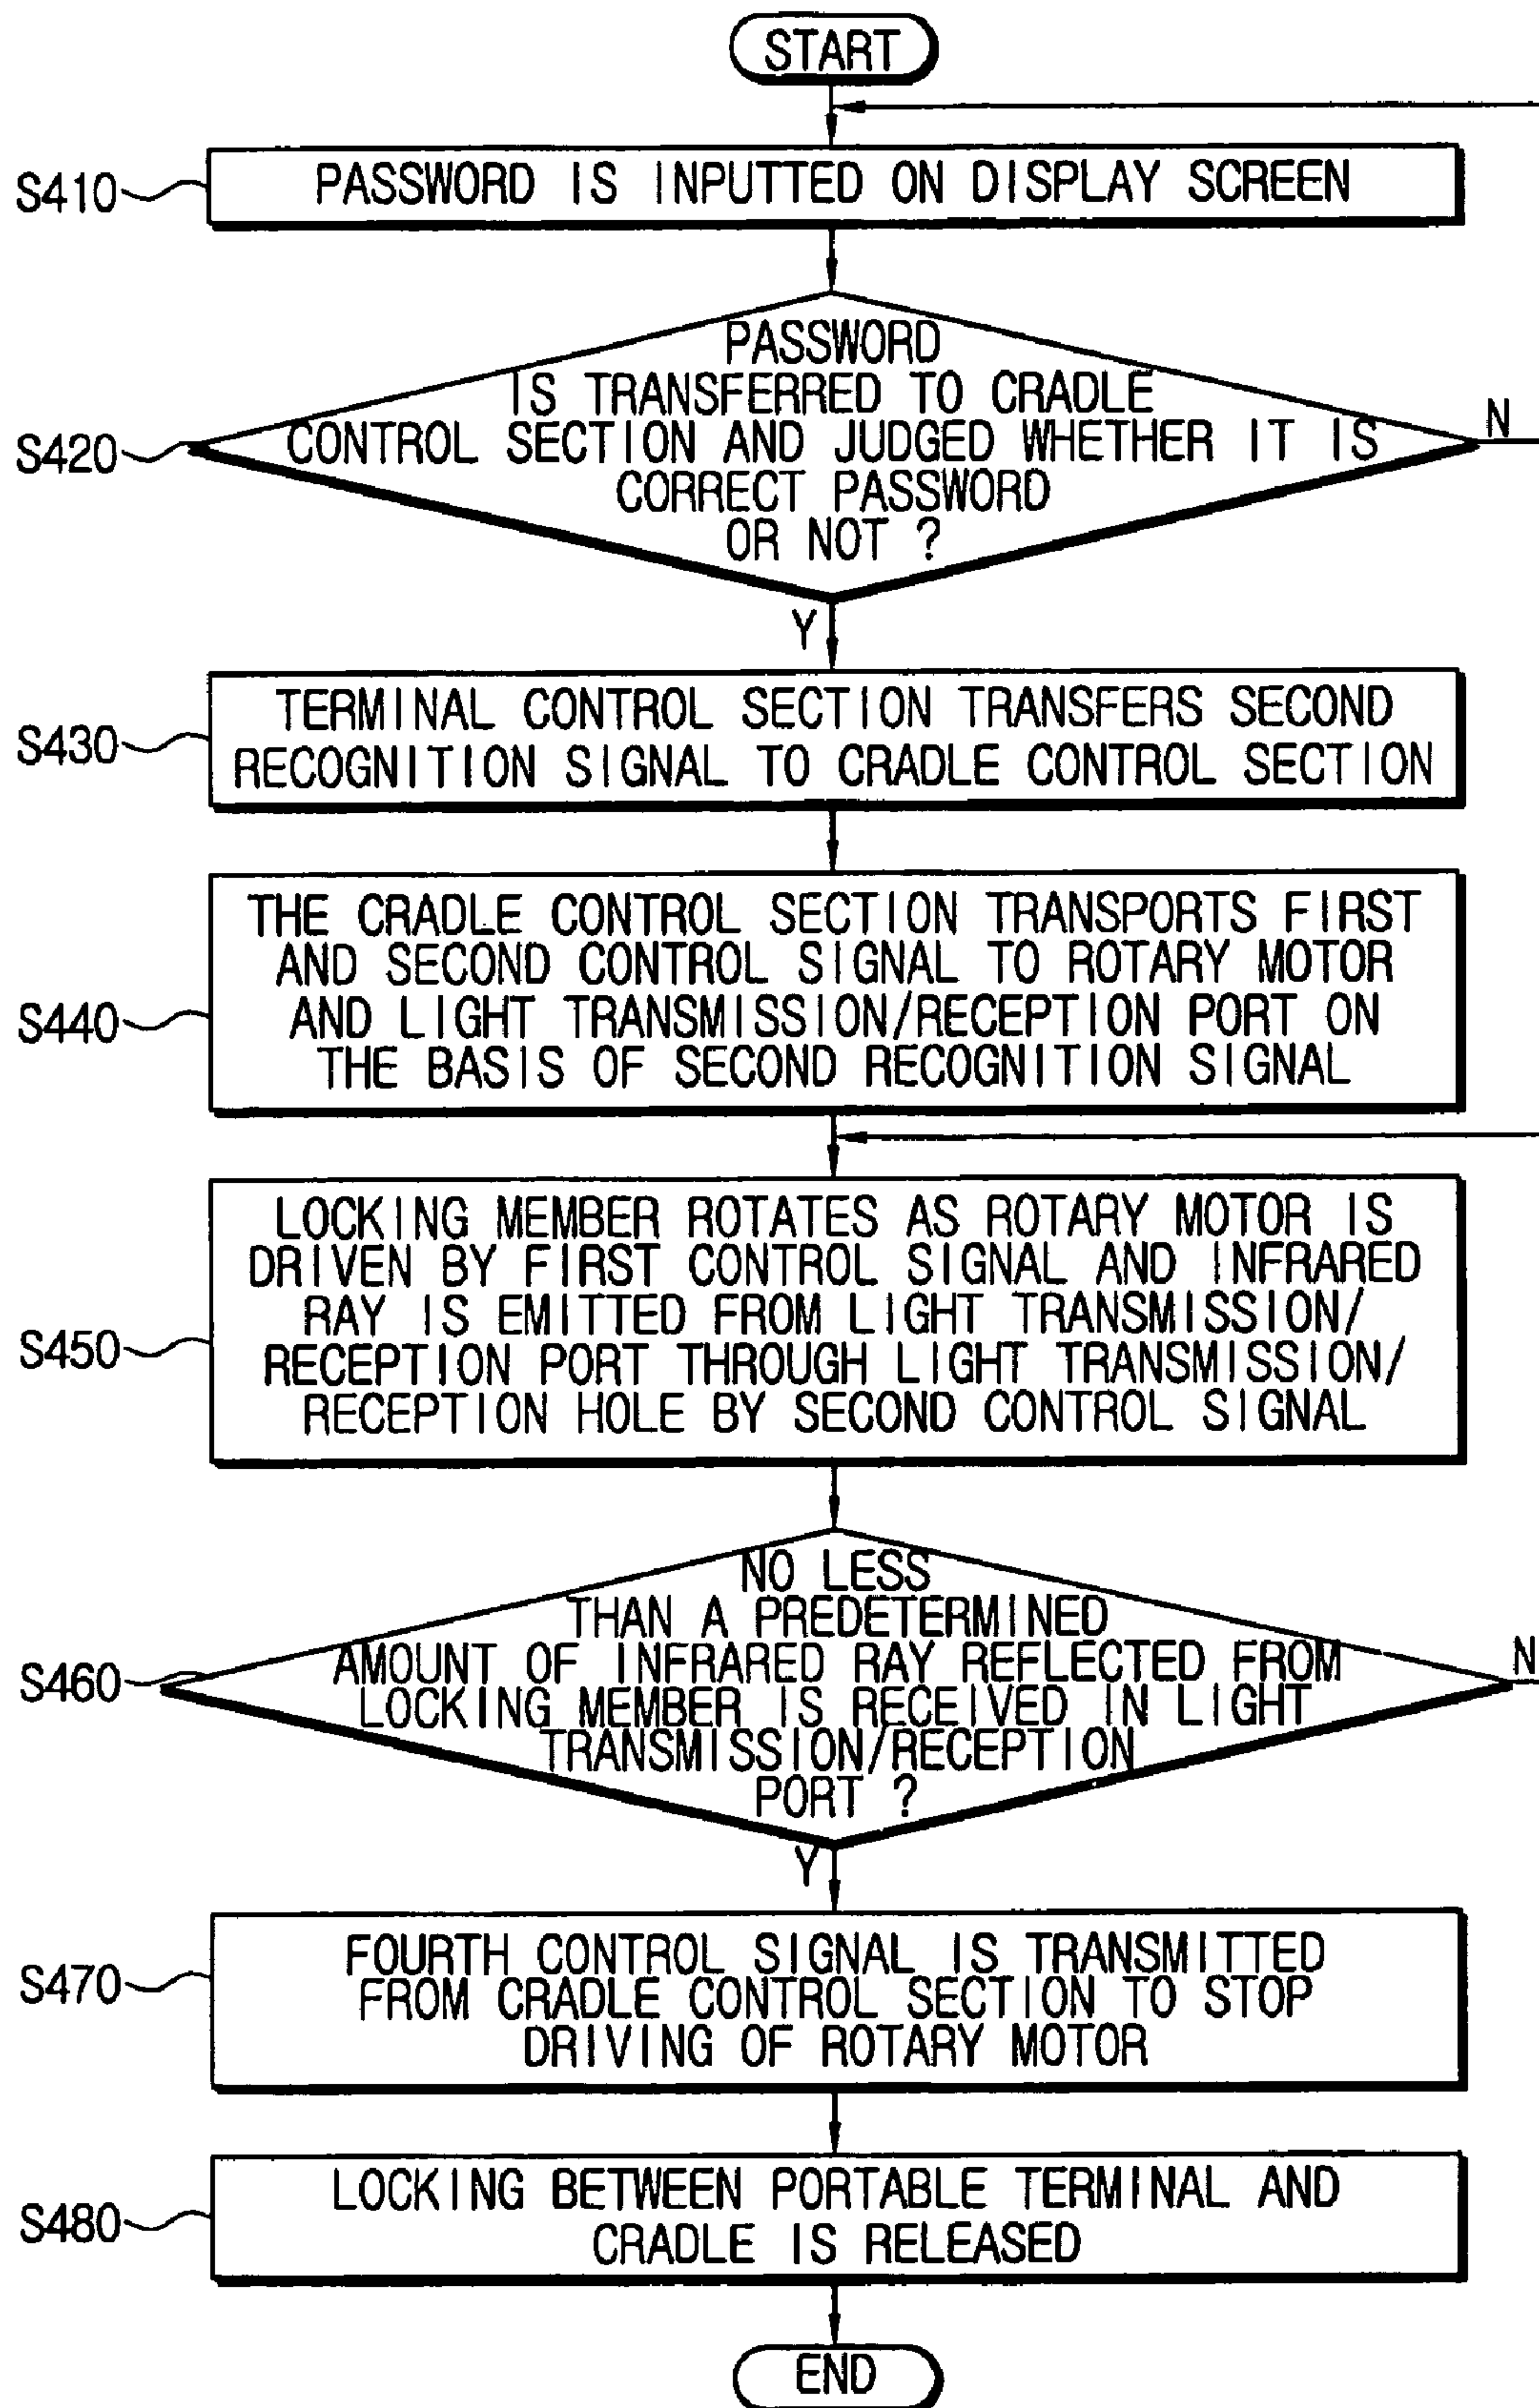 START
S410
PASSWORD IS INPUTTED ON DISPLAY SCREEN
PASSWORD
IS TRANSFERRED TO CRADLE
S420
CONTROL SECTION AND JUDGED WHETHER IT IS
N
CORRECT PASSWORD
OR NOT ?
Y
S430
TERMINAL CONTROL SECTION TRANSFERS SECOND
RECOGNITION SIGNAL TO CRADLE CONTROL SECTION
S440
THE CRADLE CONTROL SECTION TRANSPORTS FIRST
AND SECOND CONTROL SIGNAL TO ROTARY MOTOR
AND LIGHT TRANSMISSION/RECEPTION PORT ON
THE BASIS OF SECOND RECOGNITION SIGNAL
S450
LOCKING MEMBER ROTATES AS ROTARY MOTOR IS
DRIVEN BY FIRST CONTROL SIGNAL AND INFRARED
RAY IS EMITTED FROM LIGHT TRANSMISSION/
RECEPTION PORT THROUGH LIGHT TRANSMISSION/
RECEPTION HOLE BY SECOND CONTROL SIGNAL
NO LESS
THAN A PREDETERMINED
S460
AMOUNT OF INFRARED RAY REFLECTED FROM
N
LOCKING MEMBER IS RECEIVED IN LIGHT
TRANSMISSION/RECEPTION
PORT ?
Y
S470
FOURTH CONTROL SIGNAL IS TRANSMITTED
FROM CRADLE CONTROL SECTION TO STOP
DRIVING OF ROTARY MOTOR
S480
LOCKING BETWEEN PORTABLE TERMINAL AND
CRADLE IS RELEASED
END